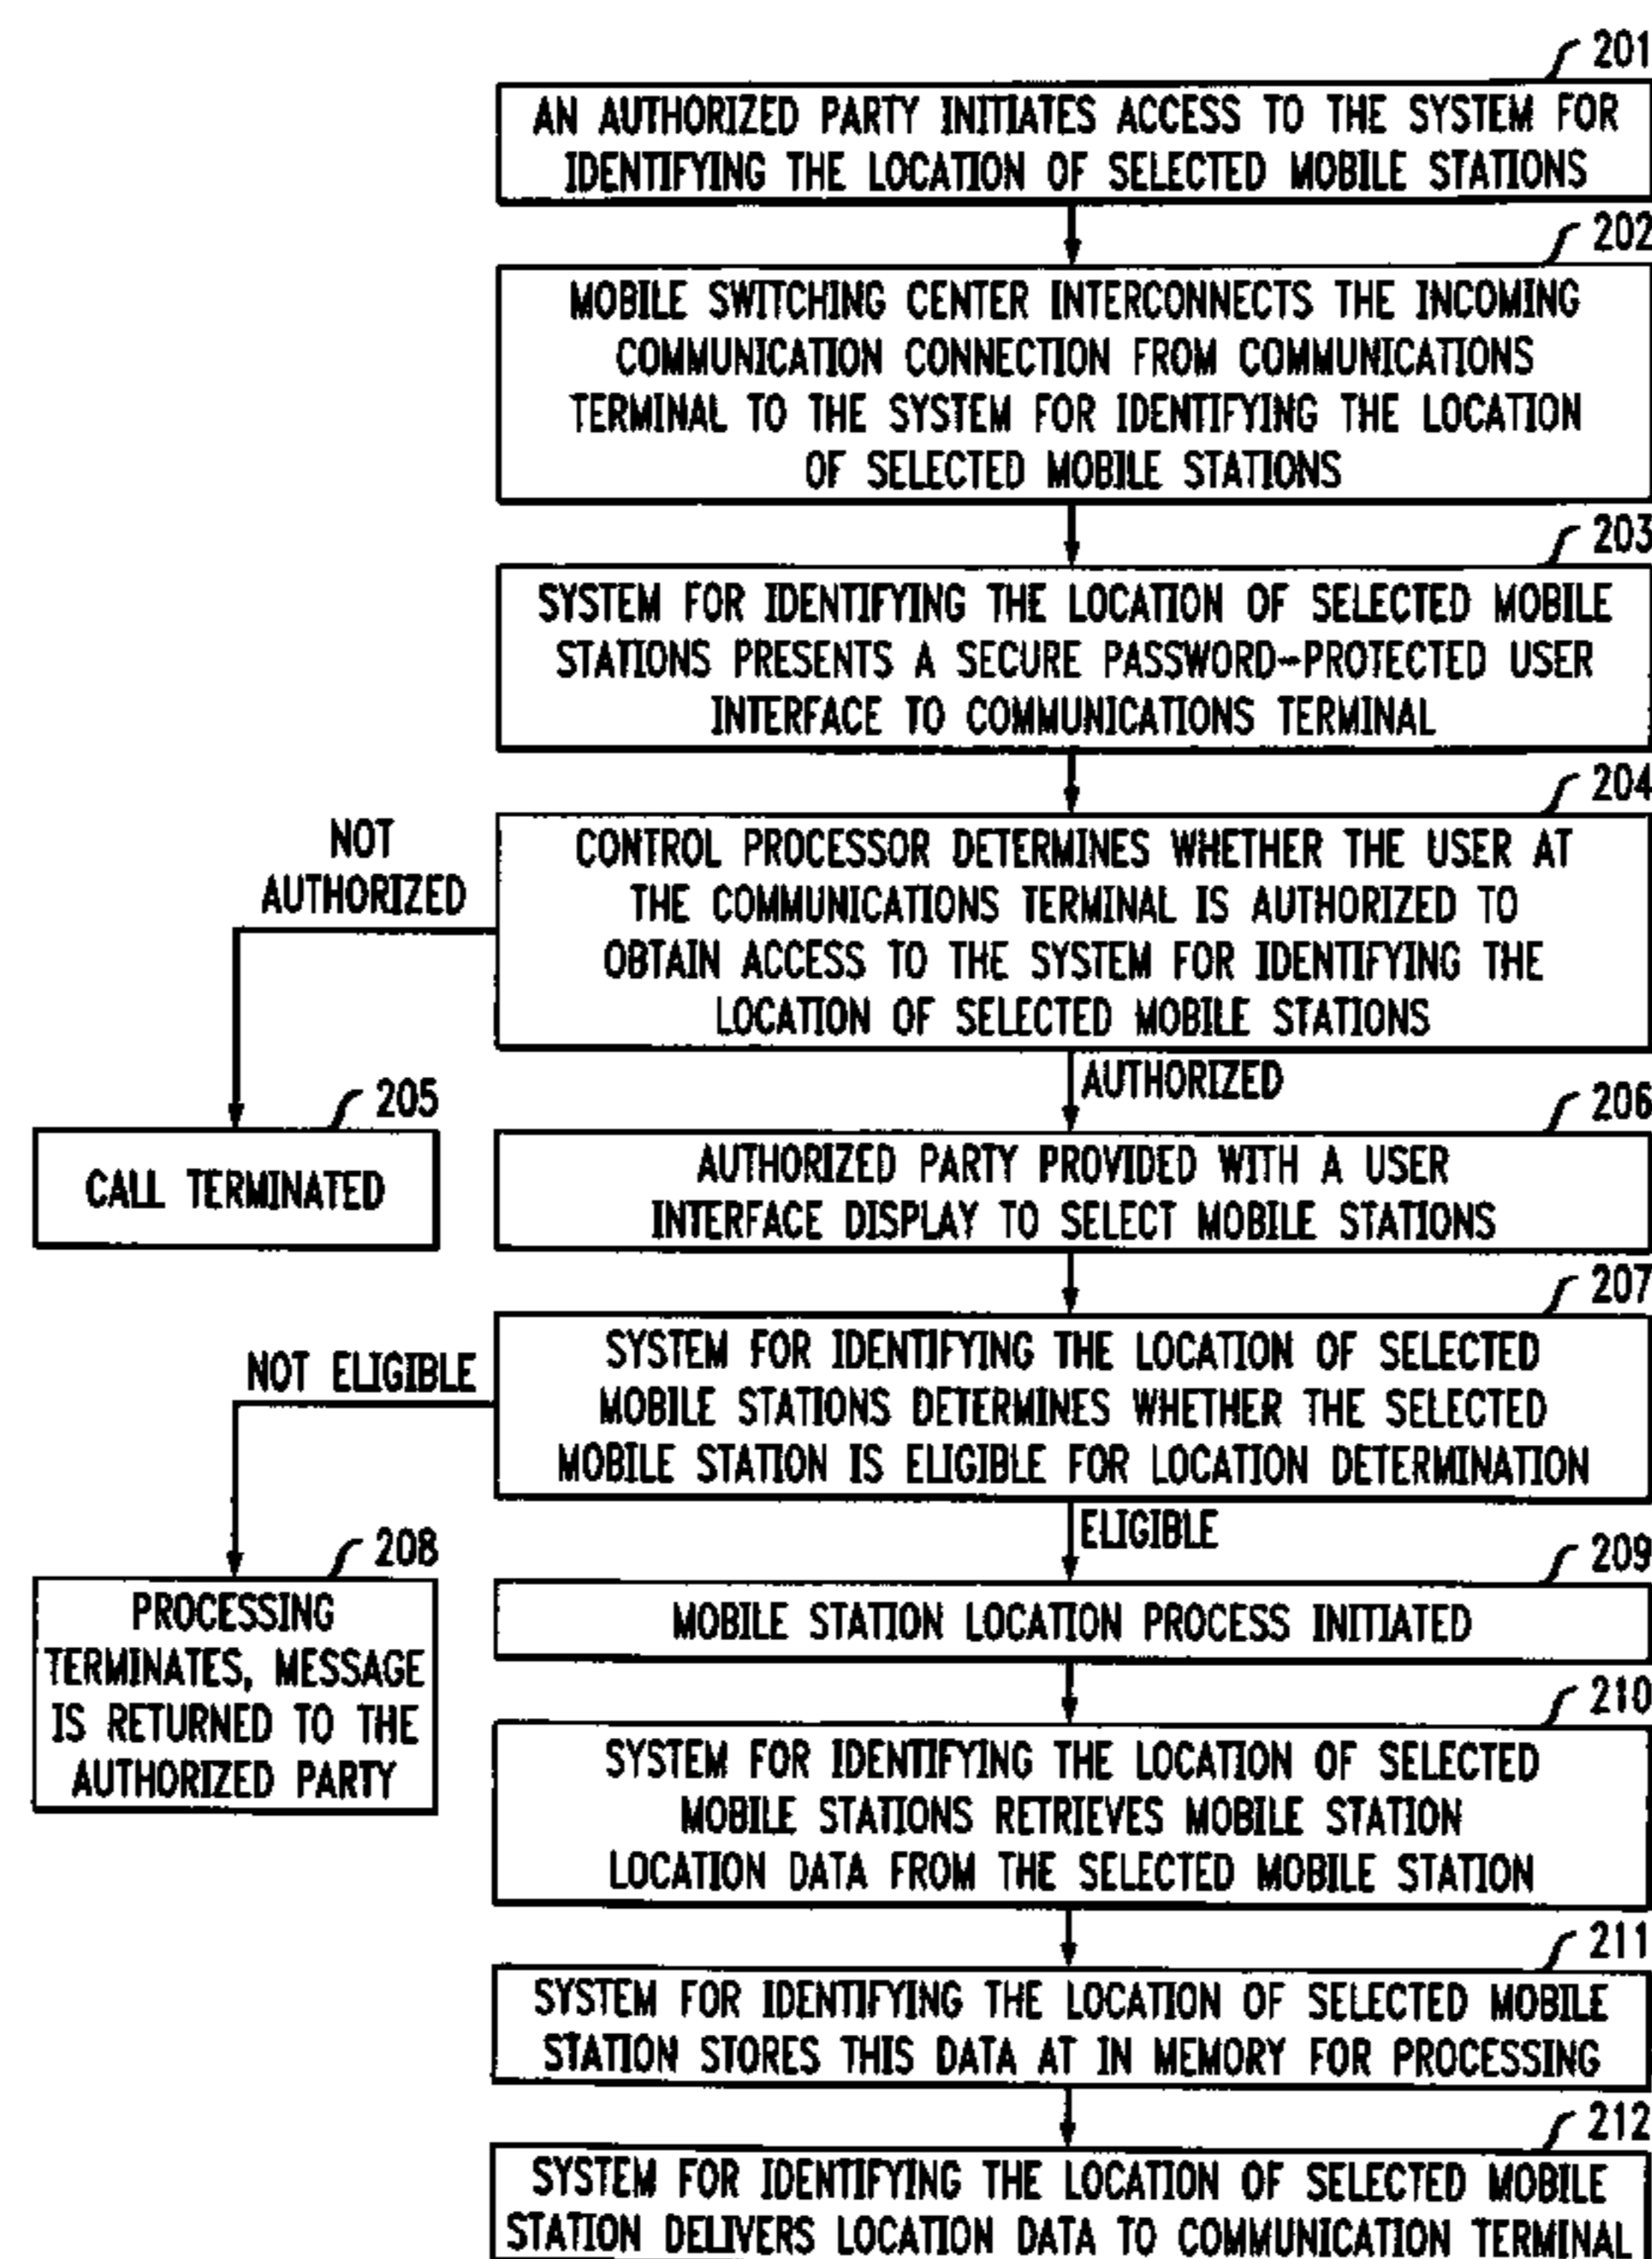 201
AN AUTHORIZED PARTY INITIATES ACCESS TO THE SYSTEM FOR
IDENTIFYING THE LOCATION OF SELECTED MOBILE STATIONS
202
MOBILE SWITCHING CENTER INTERCONNECTS THE INCOMING
COMMUNICATION CONNECTION FROM COMMUNICATIONS
TERMINAL TO THE SYSTEM FOR IDENTIFYING THE LOCATION
OF SELECTED MOBILE STATIONS
203
SYSTEM FOR IDENTIFYING THE LOCATION OF SELECTED MOBILE
STATIONS PRESENTS A SECURE PASSWORD-PROTECTED USER
INTERFACE TO COMMUNICATIONS TERMINAL
204
CONTROL PROCESSOR DETERMINES WHETHER THE USER AT
THE COMMUNICATIONS TERMINAL IS AUTHORIZED TO
OBTAIN ACCESS TO THE SYSTEM FOR IDENTIFYING THE
LOCATION OF SELECTED MOBILE STATIONS
NOT
AUTHORIZED
205
CALL TERMINATED
AUTHORIZED
206
AUTHORIZED PARTY PROVIDED WITH A USER
INTERFACE DISPLAY TO SELECT MOBILE STATIONS
207
SYSTEM FOR IDENTIFYING THE LOCATION OF SELECTED
MOBILE STATIONS DETERMINES WHETHER THE SELECTED
MOBILE STATION IS ELIGIBLE FOR LOCATION DETERMINATION
NOT ELIGIBLE
208
PROCESSING
TERMINATES, MESSAGE
IS RETURNED TO THE
AUTHORIZED PARTY
ELIGIBLE
209
MOBILE STATION LOCATION PROCESS INITIATED
210
SYSTEM FOR IDENTIFYING THE LOCATION OF SELECTED
MOBILE STATIONS RETRIEVES MOBILE STATION
LOCATION DATA FROM THE SELECTED MOBILE STATION
211
SYSTEM FOR IDENTIFYING THE LOCATION OF SELECTED MOBILE
STATION STORES THIS DATA AT IN MEMORY FOR PROCESSING
212
SYSTEM FOR IDENTIFYING THE LOCATION OF SELECTED MOBILE
STATION DELIVERS LOCATION DATA TO COMMUNICATION TERMINAL